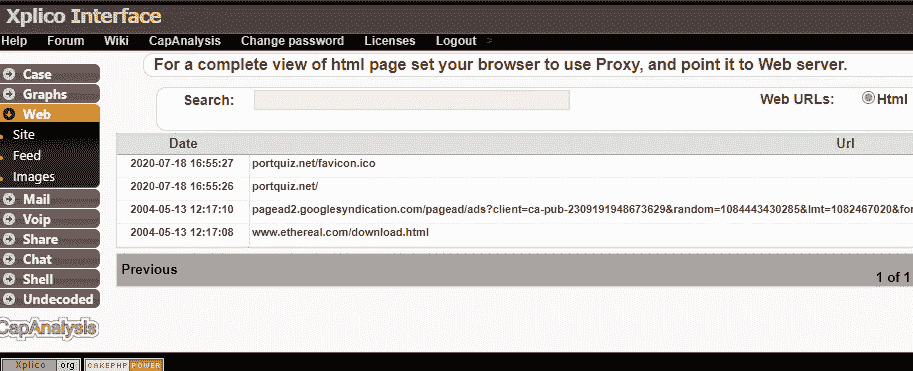 Xplico Interface
Help Forum Wiki CapAnalysis Change password Licenses Logout >
Case
Graphs
Web
Site
Feed
Images
Mail
Voip
Share
Chat
Shell
Undecoded
CapAnalysis
For a complete view of html page set your browser to use Proxy, and point it to Web server.
Search: Web URLs: Html
Date Url
2020-07-18 16:55:27 portquiz.net/favicon.ico
2020-07-18 16:55:26 portquiz.net/
2004-05-13 12:17:10 pagead2.googlesyndication.com/pagead/ads?client=ca-pub-2309191948673629&random=1084443430285&lmt=1082467020&for
2004-05-13 12:17:08 www.ethereal.com/download.html
Previous
1 of 1
Xplico org CAKEPHP POWER